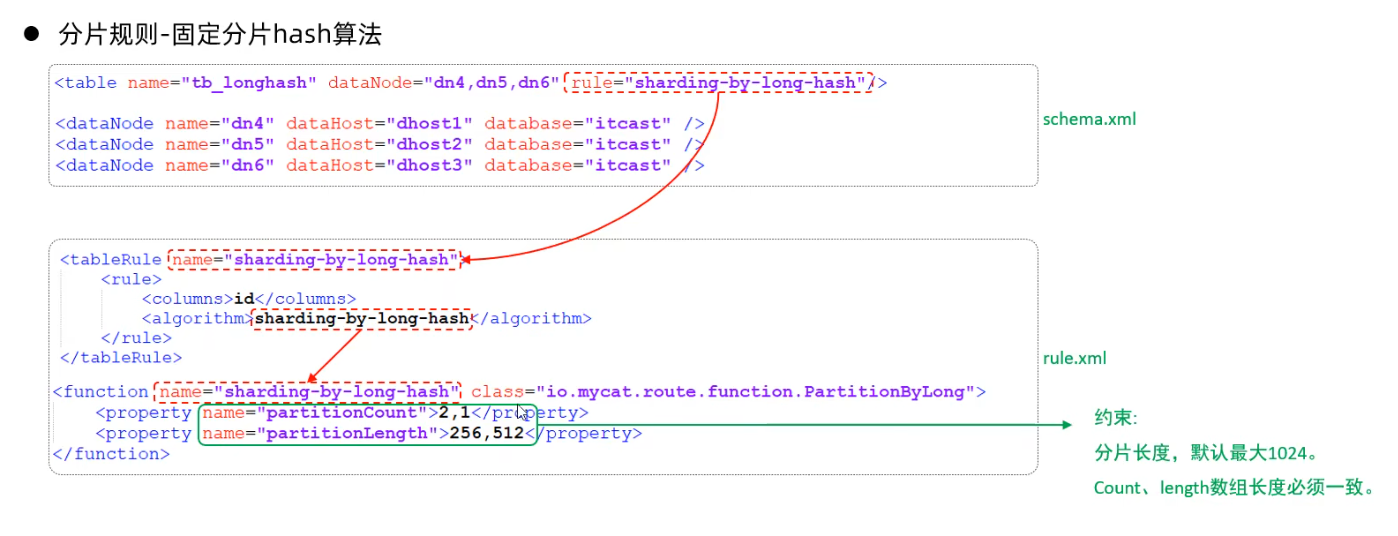 ● 分片规则-固定分片hash算法
<table name="tb_longhash" dataNode="dn4,dn5,dn6" rule="sharding-by-long-hash"/>
<dataNode name="dn4" dataHost="dhost1" database="itcast" />
<dataNode name="dn5" dataHost="dhost2" database="itcast" />
<dataNode name="dn6" dataHost="dhost3" database="itcast" />
schema.xml
<tableRule name="sharding-by-long-hash">
<rule>
<columns>id</columns>
<algorithm>sharding-by-long-hash</algorithm>
</rule>
</tableRule>
rule.xml
<function name="sharding-by-long-hash" class="io.mycat.route.function.PartitionByLong">
<property name="partitionCount">2,1</property>
<property name="partitionLength">256,512</property>
</function>
约束:
分片长度，默认最大1024。
Count、length数组长度必须一致。